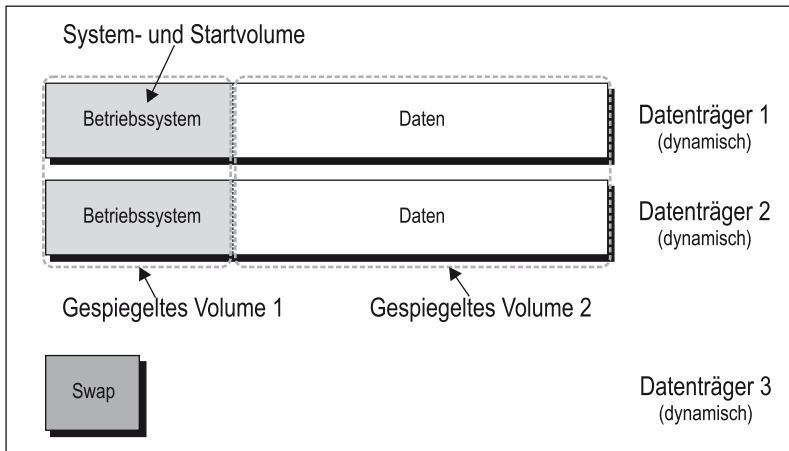 System- und Startvolume
Betriebssystem
Daten
Datenträger 1
(dynamisch)
Betriebssystem
Daten
Datenträger 2
(dynamisch)
Gespiegeltes Volume 1
Gespiegeltes Volume 2
Swap
Datenträger 3
(dynamisch)